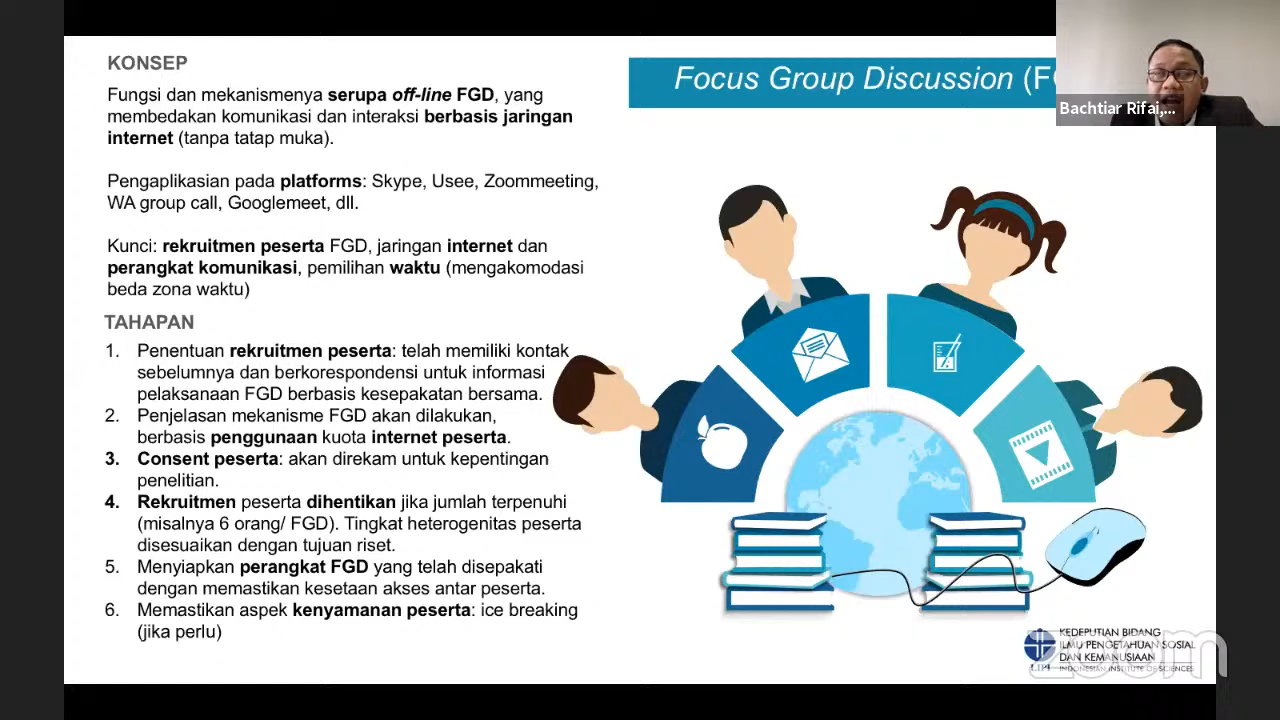 KONSEP
Fungsi dan mekanismenya serupa off-line FGD, yang
membedakan komunikasi dan interaksi berbasis jaringan
internet (tanpa tatap muka).
Pengaplikasian pada platforms: Skype, Usee, Zoommeeting,
WA group call, Googlemeet, dll.
Kunci: rekruitmen peserta FGD, jaringan internet dan
perangkat komunikasi, pemilihan waktu (mengakomodasi
beda zona waktu)
TAHAPAN
1. Penentuan rekruitmen peserta: telah memiliki kontak
sebelumnya dan berkorespondensi untuk informasi
pelaksanaan FGD berbasis kesepakatan bersama.
2. Penjelasan mekanisme FGD akan dilakukan,
berbasis penggunaan kuota internet peserta.
3. Consent peserta: akan direkam untuk kepentingan
penelitian.
4. Rekruitmen peserta dihentikan jika jumlah terpenuhi
(misalnya 6 orang/ FGD). Tingkat heterogenitas peserta
disesuaikan dengan tujuan riset.
5. Menyiapkan perangkat FGD yang telah disepakati
dengan memastikan kesetaan akses antar peserta.
6. Memastikan aspek kenyamanan peserta: ice breaking
(jika perlu)
Focus Group Discussion (FG
Bachtiar Rifai,...
KEDEPUTIAN BIDANG
ILMU PENGETAHUAN SOSIAL
DAN KEMANUSIAAN
INDONESIAN INSTITUTE OF SCIENCES
LIPI
zoom